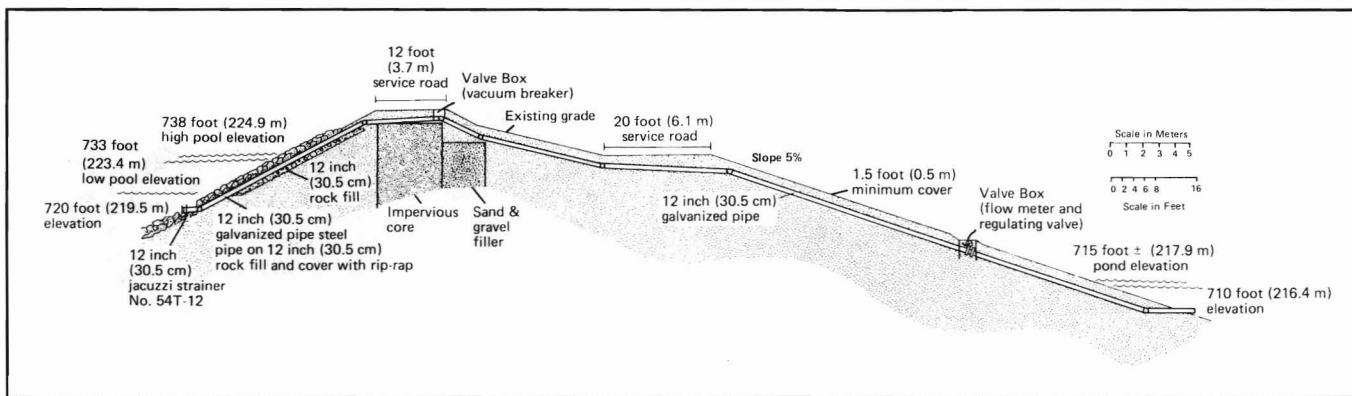 12 foot
(3.7 m)
service road
Valve Box
(vacuum breaker)
Existing grade
20 foot (6.1 m)
service road
738 foot (224.9 m)
high pool elevation
733 foot
(223.4 m)
low pool elevation
720 foot (219.5 m)
elevation
12 inch
(30.5 cm)
jacuzzi strainer
No. 54T-12
12 inch
(30.5 cm)
rock fill
12 inch (30.5 cm)
galvanized pipe steel
pipe on 12 inch (30.5 cm)
rock fill and cover with rip-rap
Impervious
core
Sand &
gravel
filler
Slope 5%
12 inch (30.5 cm)
galvanized pipe
1.5 foot (0.5 m)
minimum cover
Valve Box
(flow meter and
regulating valve)
715 foot ± (217.9 m)
pond elevation
710 foot (216.4 m)
elevation
Scale in Meters
0 1 2 3 4 5
0 2 4 6 8 16
Scale in Feet